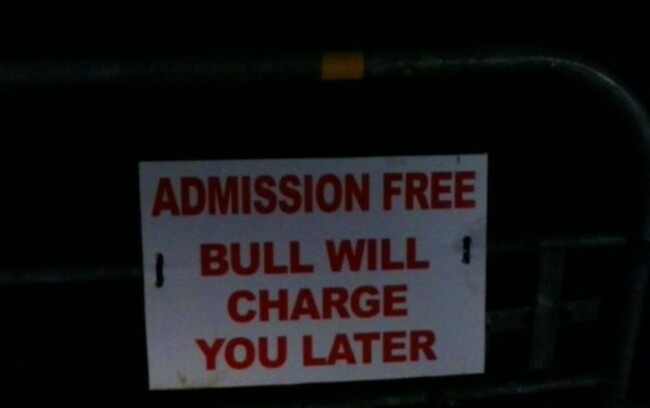 ADMISSION FREE
BULL WILL
CHARGE
YOU LATER